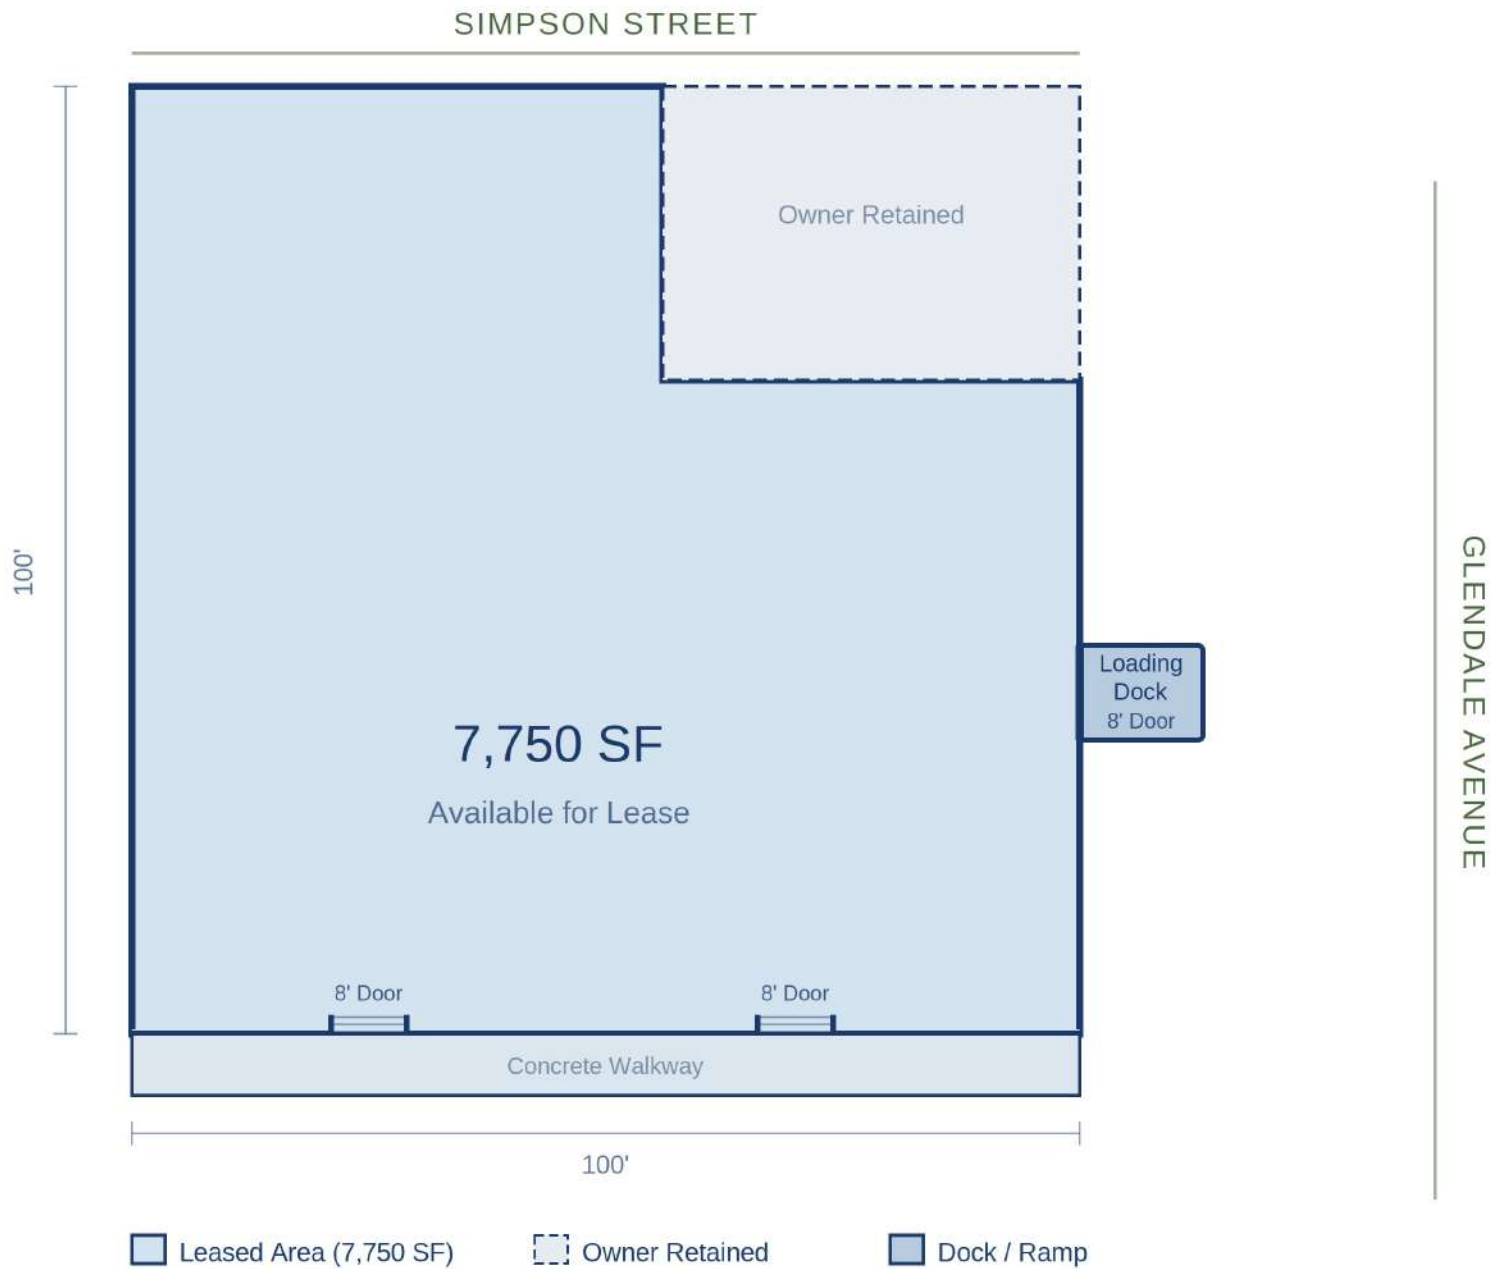 SIMPSON STREET
Owner Retained
100'
GLENDALE AVENUE
Loading
Dock
8' Door
7,750 SF
Available for Lease
8' Door
8' Door
Concrete Walkway
100'
Leased Area (7,750 SF)
Owner Retained
Dock / Ramp